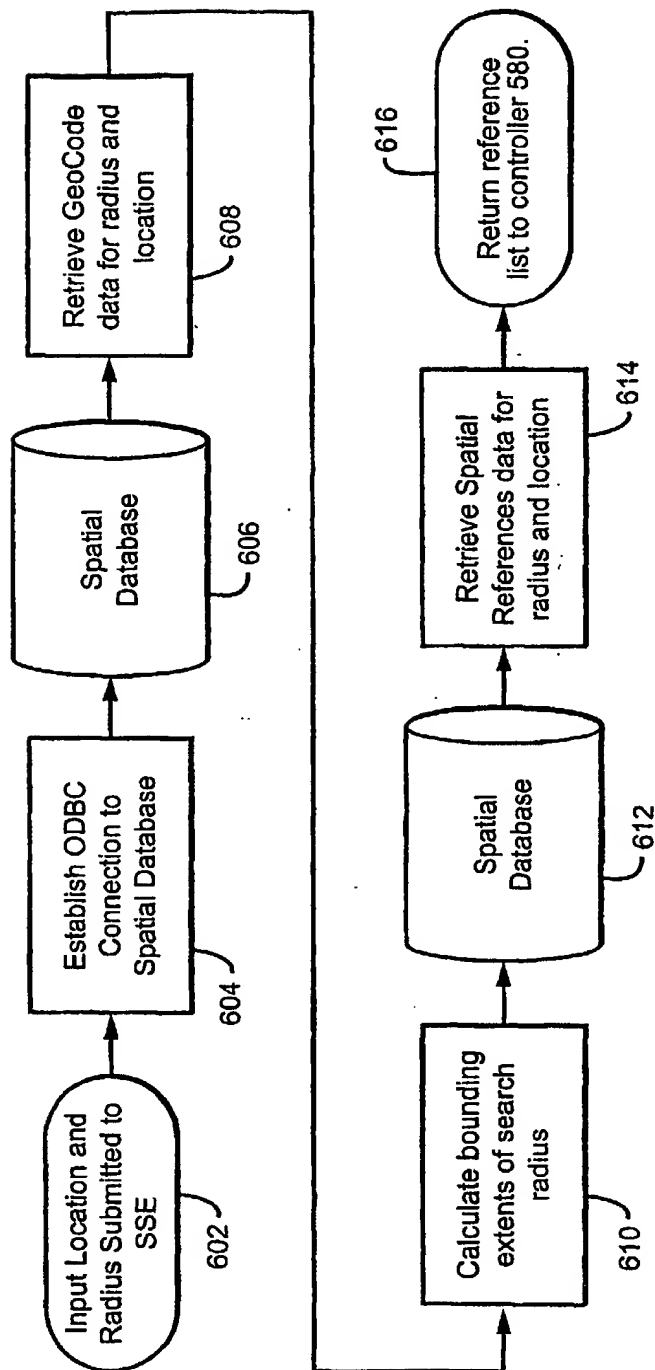 Input Location and
Radius Submitted to
SSE
602
Establish ODBC
Connection to
Spatial Database
604
Spatial
Database
606
Retrieve GeoCode
data for radius and
location
608
Calculate bounding
extents of search
radius
610
Spatial
Database
612
Retrieve Spatial
References data for
radius and location
614
Return reference
list to controller 580.
616